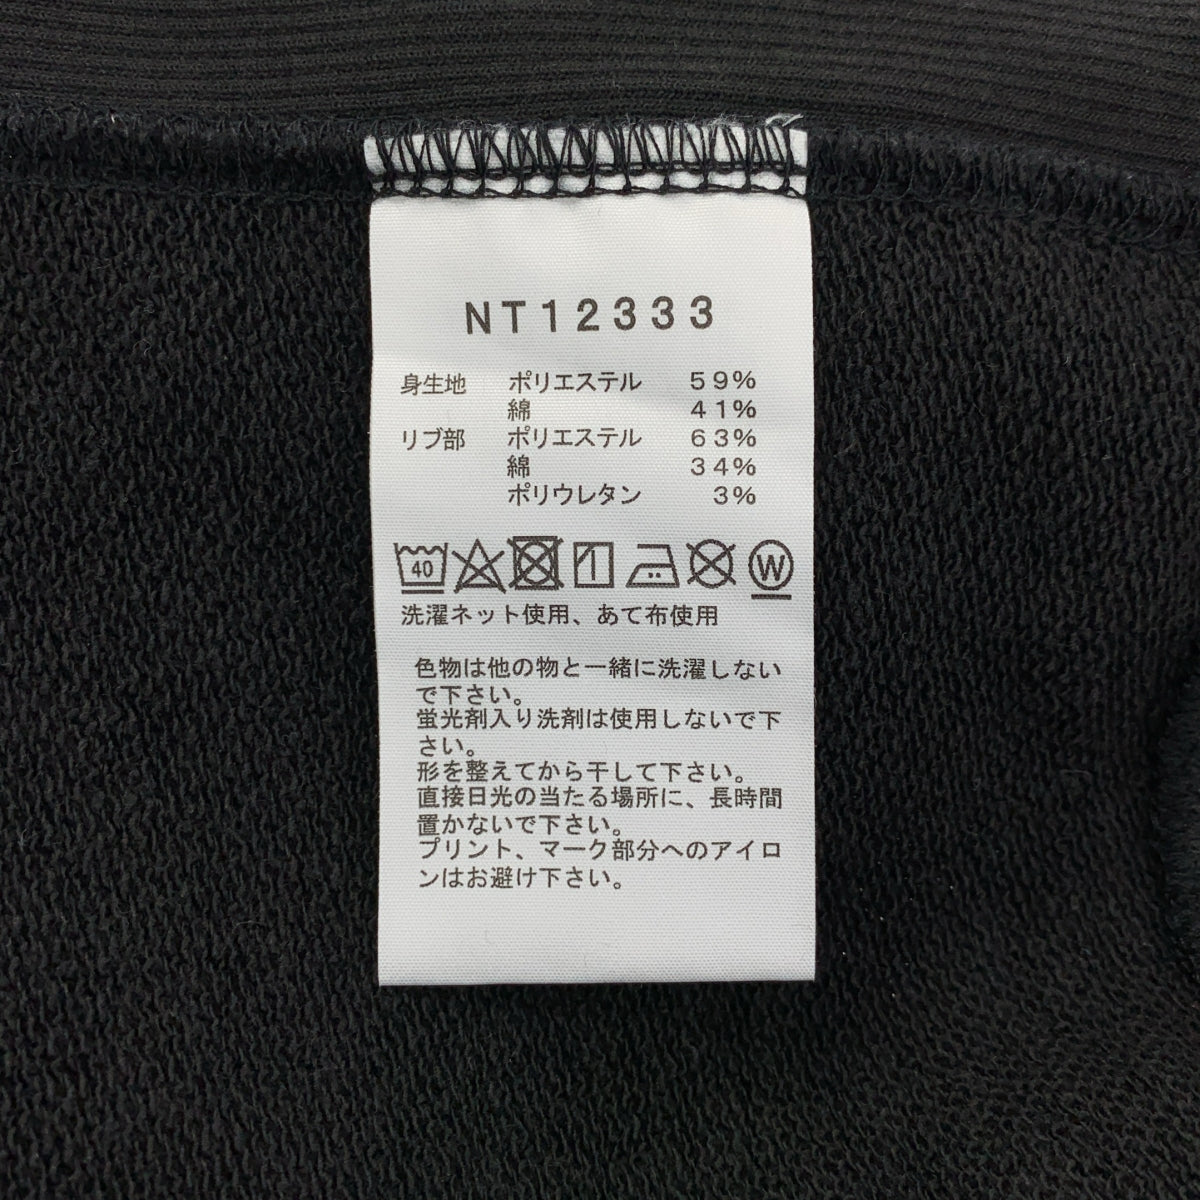 NT12333
身生地 ポリエステル 59%
綿 41%
リブ部 ポリエステル 63%
綿 34%
ポリウレタン 3%
40 W
洗濯ネット使用、あて布使用
色物は他の物と一緒に洗濯しない
で下さい。
蛍光剤入り洗剤は使用しないで下
さい。
形を整えてから干して下さい。
直接日光の当たる場所に、長時間
置かないで下さい。
プリント、マーク部分へのアイロ
ンはお避け下さい。